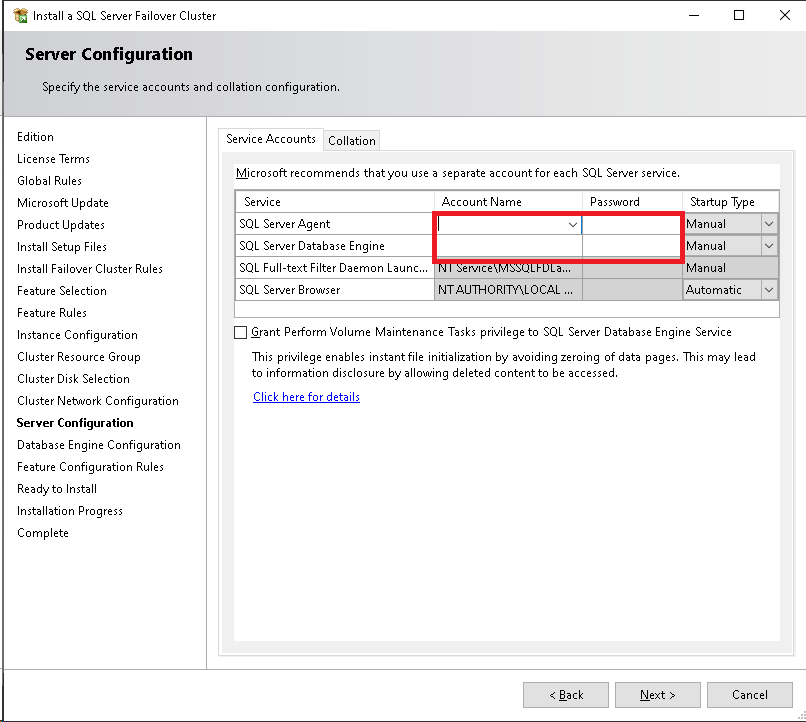 Install a SQL Server Failover Cluster
Server Configuration
Specify the service accounts and collation configuration.
Edition
License Terms
Global Rules
Microsoft Update
Product Updates
Install Setup Files
Install Failover Cluster Rules
Feature Selection
Feature Rules
Instance Configuration
Cluster Resource Group
Cluster Disk Selection
Cluster Network Configuration
Server Configuration
Database Engine Configuration
Feature Configuration Rules
Ready to Install
Installation Progress
Complete
Service Accounts Collation
Microsoft recommends that you use a separate account for each SQL Server service.
Service Account Name Password Startup Type
SQL Server Agent Manual
SQL Server Database Engine Manual
SQL Full-text Filter Daemon Launc... NT Service\MSSQLFDLa... Manual
SQL Server Browser NT AUTHORITY\LOCAL ... Automatic
Grant Perform Volume Maintenance Tasks privilege to SQL Server Database Engine Service
This privilege enables instant file initialization by avoiding zeroing of data pages. This may lead
to information disclosure by allowing deleted content to be accessed.
Click here for details
< Back Next > Cancel